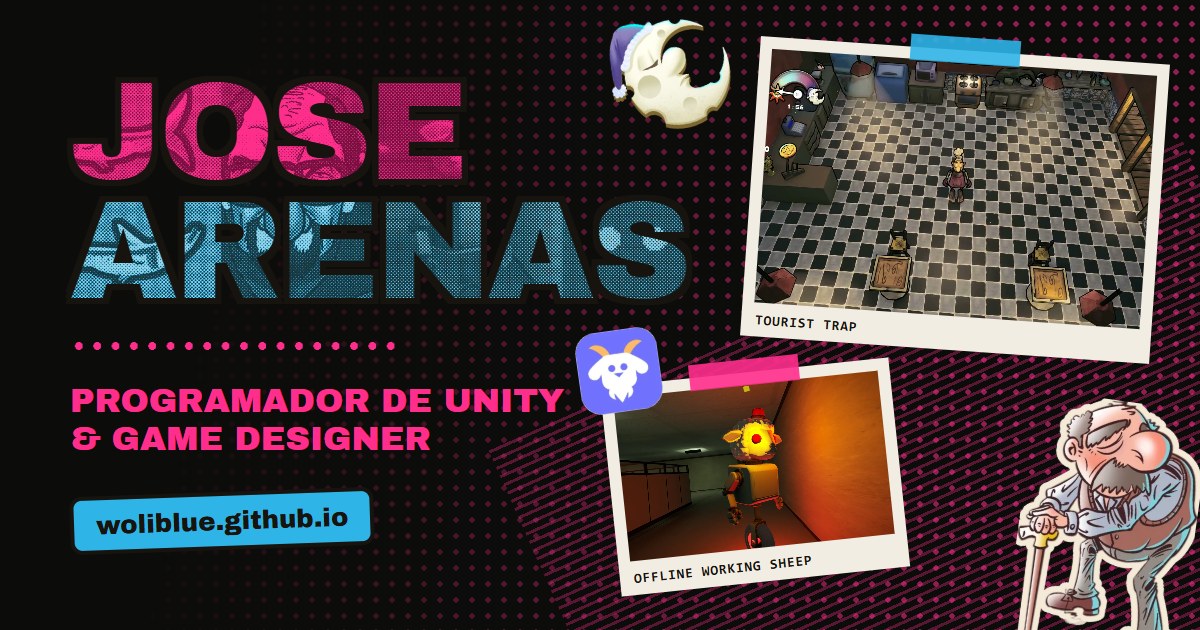 JOSE
ARENAS
PROGRAMADOR DE UNITY
& GAME DESIGNER
woliblue.github.io
TOURIST TRAP
OFFLINE WORKING SHEEP